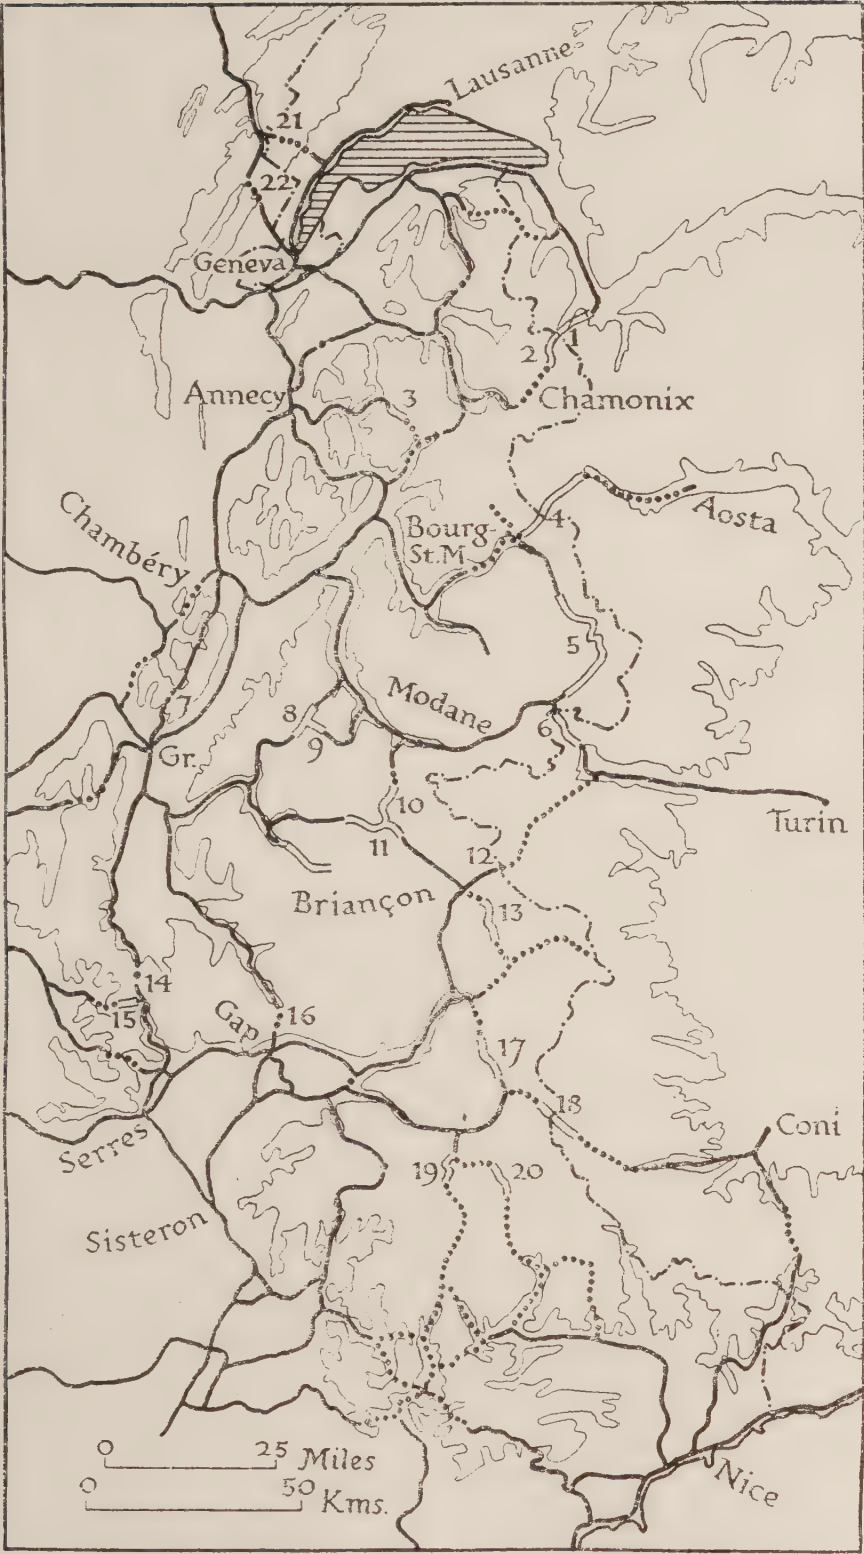 Lausanne
21
22
Geneva
1
2
Annecy
3
Chamonix
Chambéry
Bourg-
St.M
4
Aosta
5
7
8
9
Modane
6
Gr.
10
Turin
11
12
Briançon
13
14
15
Gap
16
17
18
Coni
Serres
19
20
Sisteron
0 25 Miles
0 50 Kms.
Nice